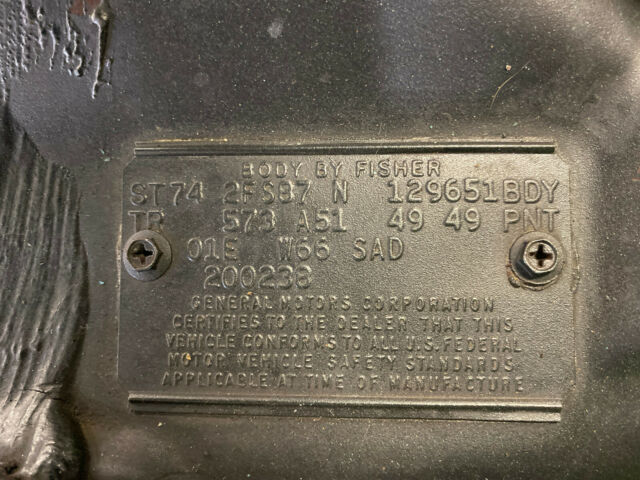 BODY BY FISHER
ST74 2FS87 N 129651BDY
TR 573 A51 49 49 PNT
01E W66 SAD
200238
GENERAL MOTORS CORPORATION
CERTIFIES TO THE DEALER THAT THIS
VEHICLE CONFORMS TO ALL U.S. FEDERAL
MOTOR VEHICLE SAFETY STANDARDS
APPLICABLE AT TIME OF MANUFACTURE